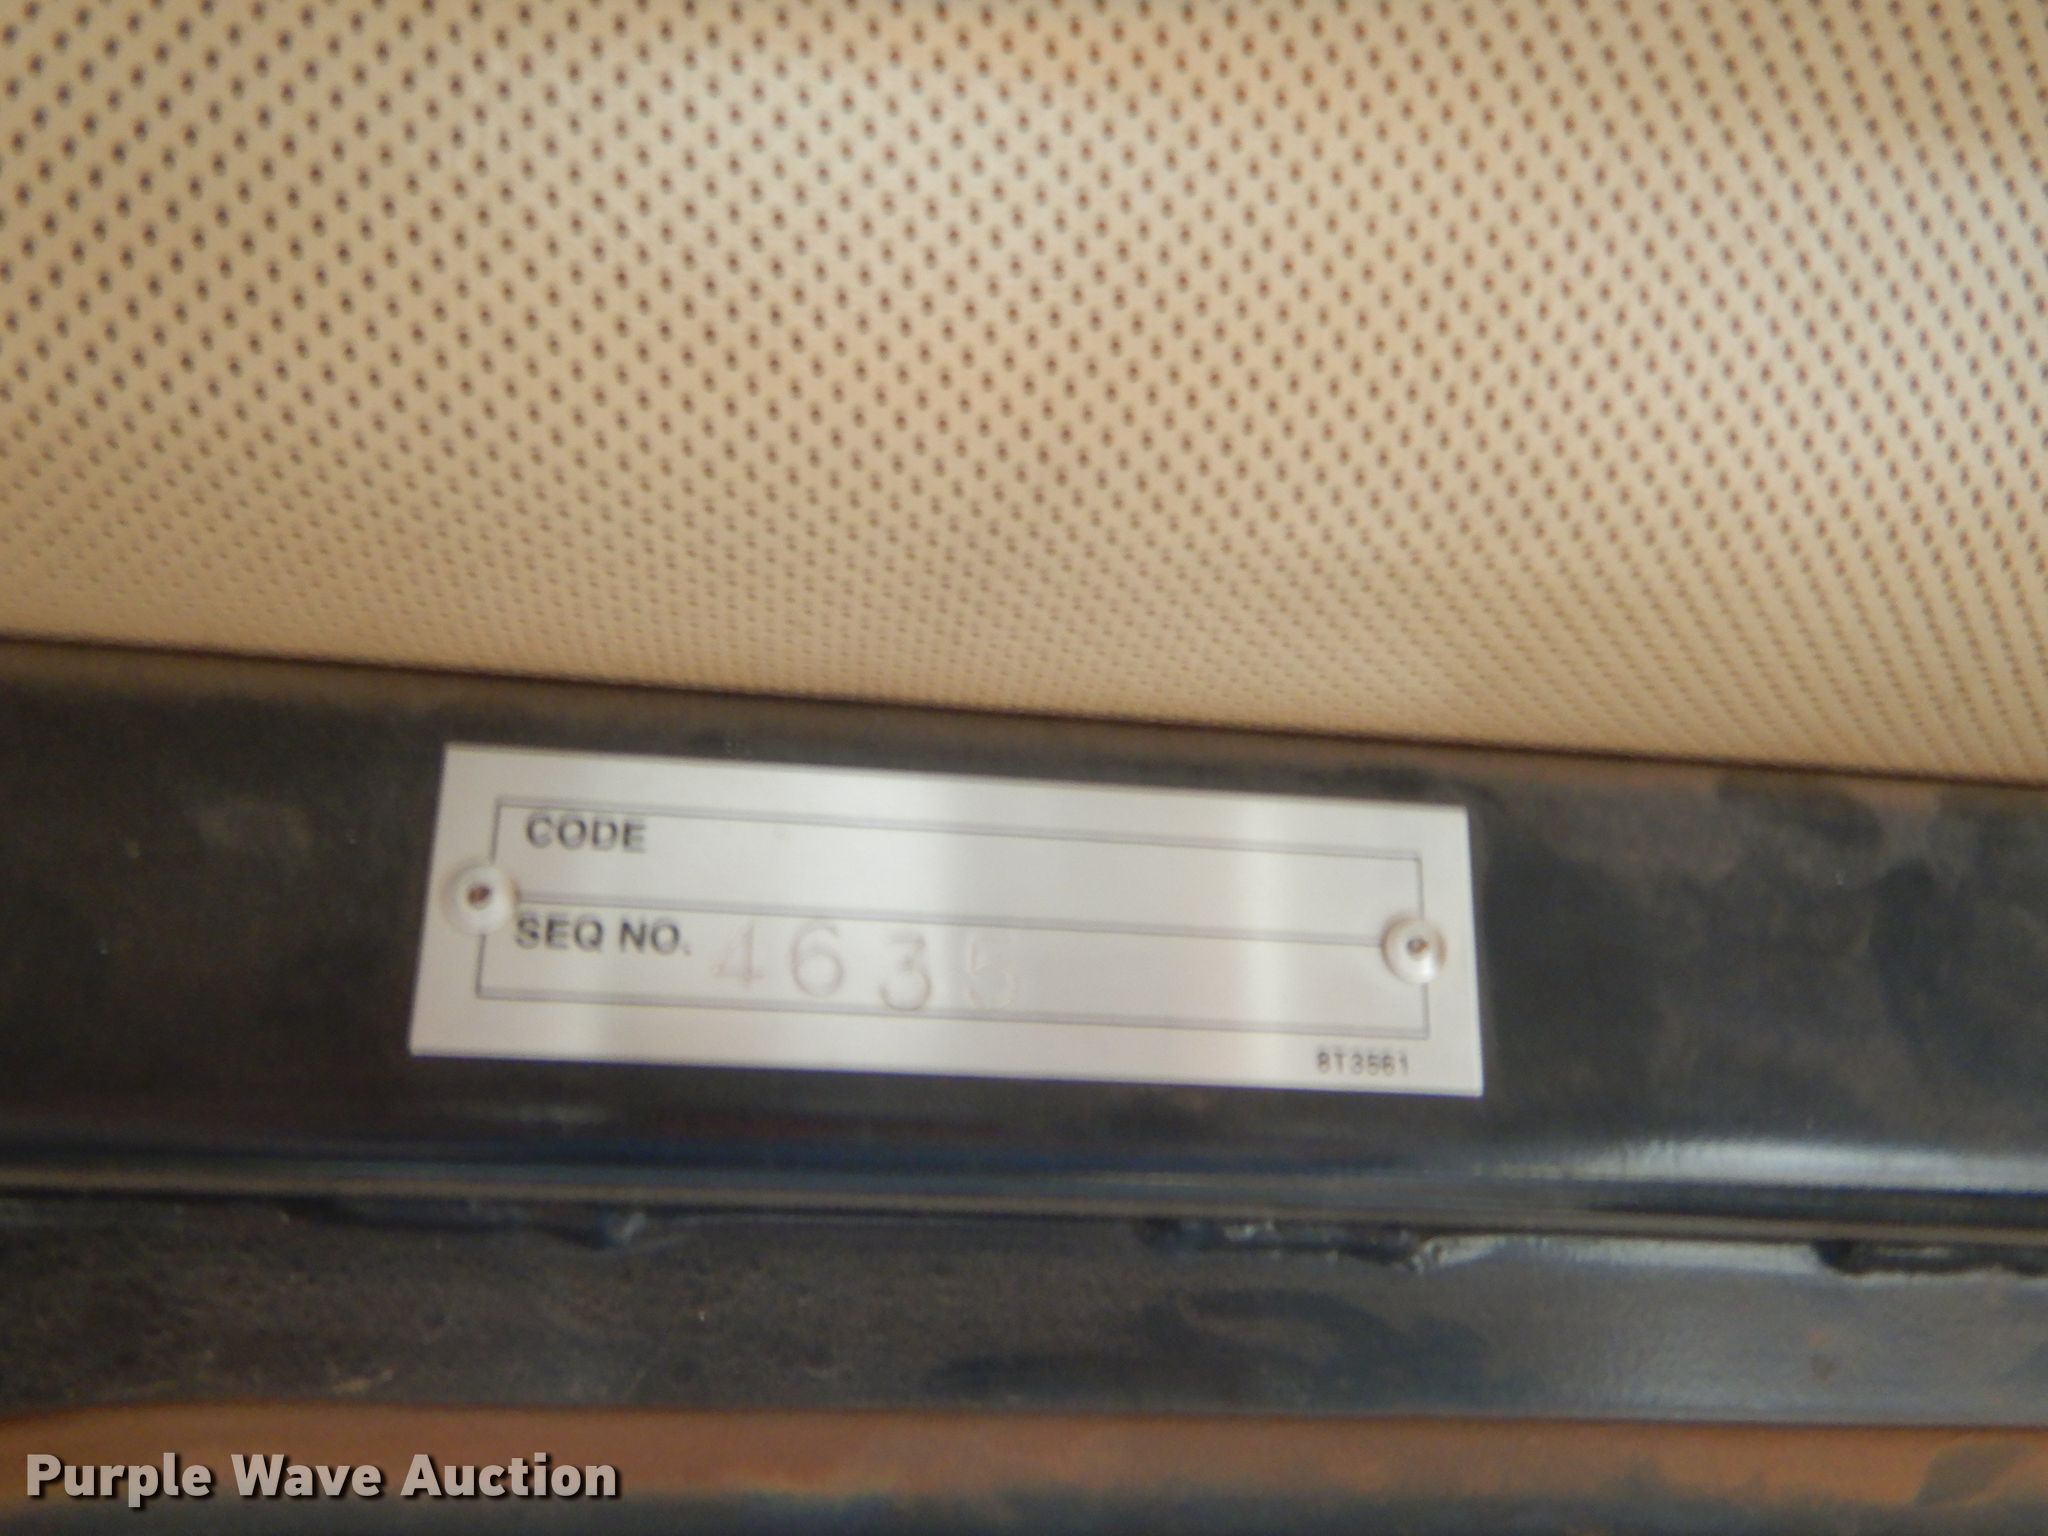 CODE
SEQ NO. 4635
8T3561
Purple Wave Auction